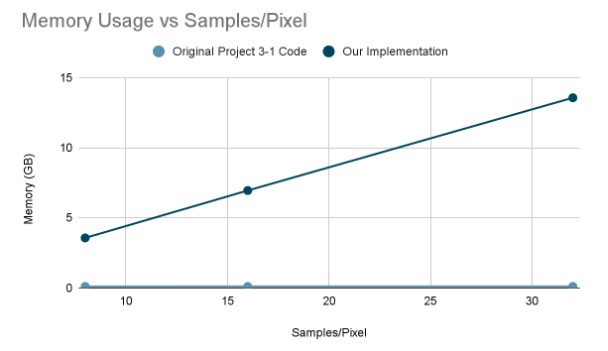 Memory Usage vs Samples/Pixel
Original Project 3-1 Code Our Implementation
15
10
5
0
Memory (GB)
10 15 20 25 30
Samples/Pixel